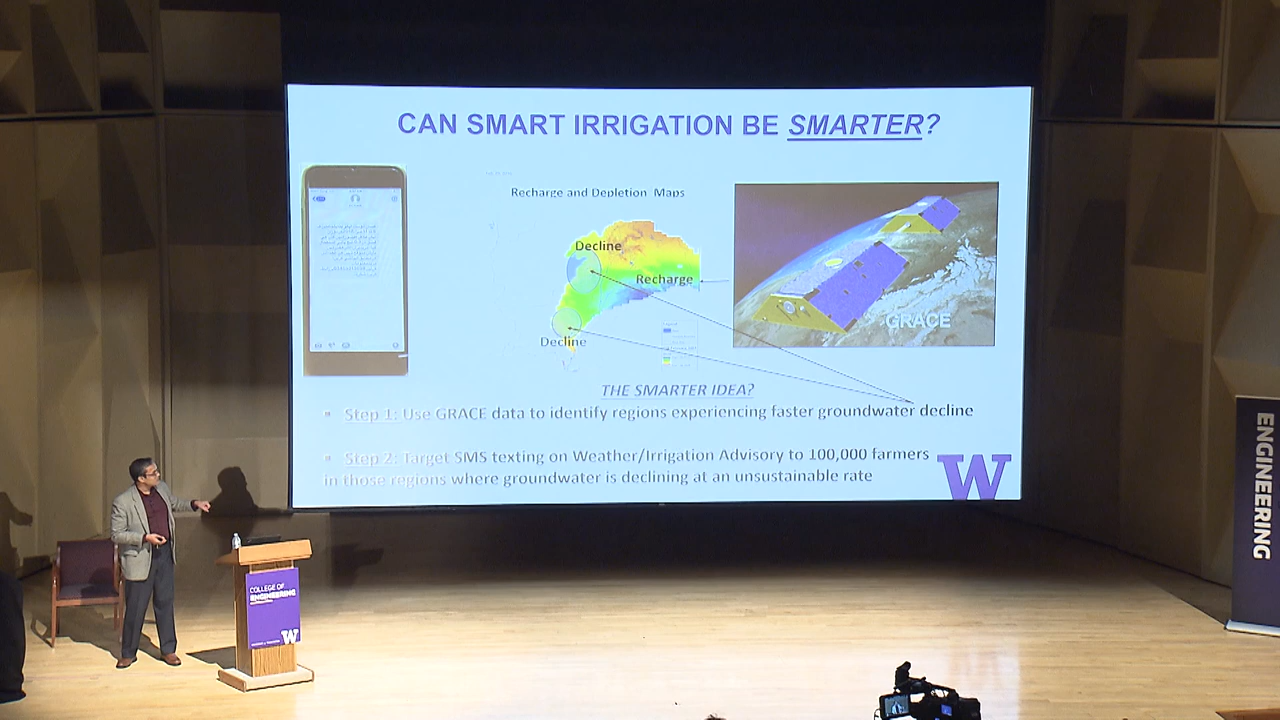 CAN SMART IRRIGATION BE SMARTER?
Recharge and Depletion Maps
Decline
Recharge
Decline
GRACE
THE SMARTER IDEA?
Step 1: Use GRACE data to identify regions experiencing faster groundwater decline
Step 2: Target SMS texting on Weather/Irrigation Advisory to 100,000 farmers
in those regions where groundwater is declining at an unsustainable rate
W
COLLEGE OF
ENGINEERING
W
ENGINEERING